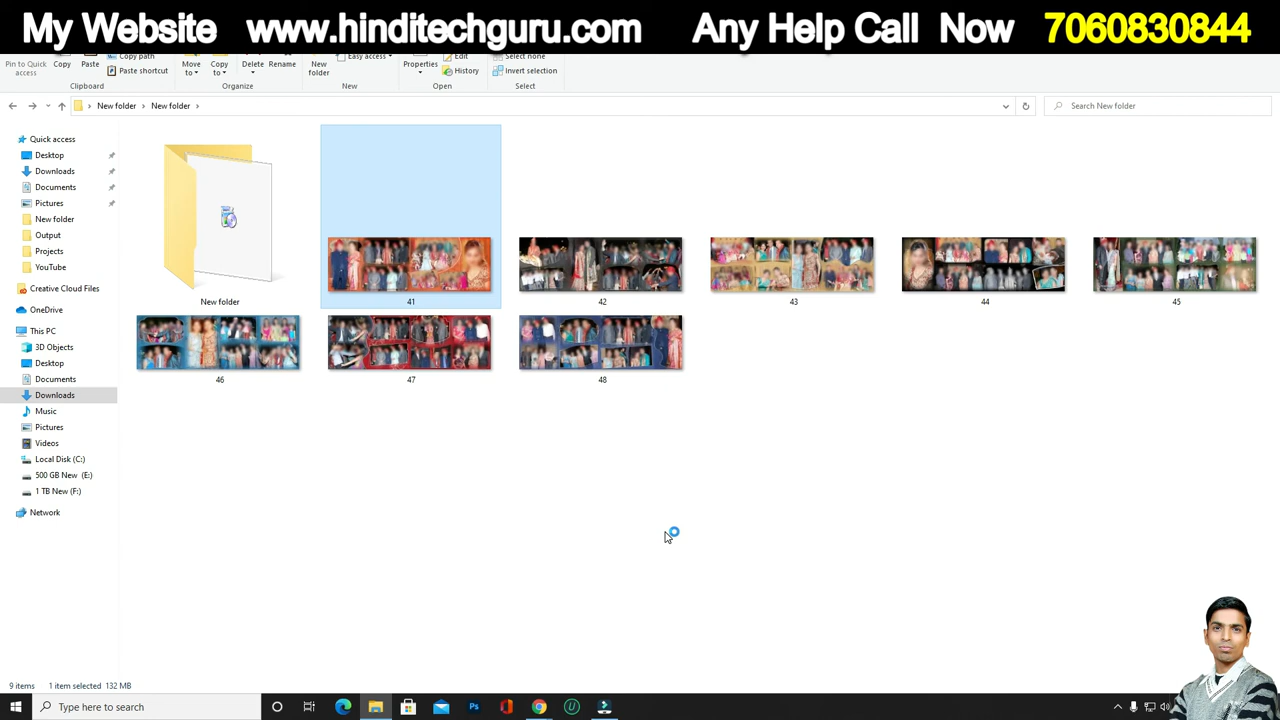 My Website www.hinditechguru.com Any Help Call Now 7060830844
Pin to Quick access
Copy
Paste
Copy path
Paste shortcut
Move to
Copy to
Delete
Rename
New folder
Easy access
Properties
Edit
History
Select none
Invert selection
Clipboard
Organize
New
Open
Select
New folder
New folder
Search New folder
Quick access
Desktop
Downloads
Documents
Pictures
New folder
Output
Projects
YouTube
Creative Cloud Files
OneDrive
This PC
3D Objects
Desktop
Documents
Downloads
Music
Pictures
Videos
Local Disk (C:)
500 GB New (E:)
1 TB New (F:)
Network
New folder
41
42
43
44
45
46
47
48
9 items 1 item selected 132 MB
Type here to search
Ps